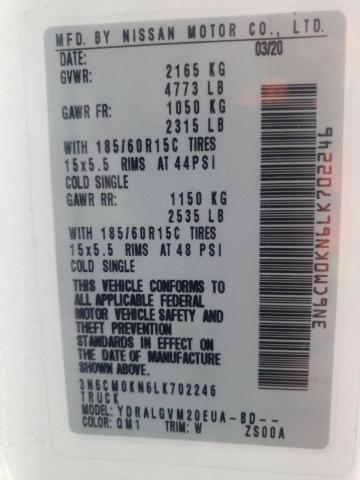 MFD. BY NISSAN MOTOR CO., LTD.
DATE: 03/20
GVWR: 2165 KG
4773 LB
GAWR FR: 1050 KG
2315 LB
WITH 185/60R15C TIRES
15x5.5 RIMS AT 44PSI
COLD SINGLE
GAWR RR: 1150 KG
2535 LB
WITH 185/60R15C TIRES
15x5.5 RIMS AT 48 PSI
COLD SINGLE
THIS VEHICLE CONFORMS TO
ALL APPLICABLE FEDERAL
MOTOR VEHICLE SAFETY AND
THEFT PREVENTION
STANDARDS IN EFFECT ON
THE DATE OF MANUFACTURE
SHOWN ABOVE.
3N6CM0KN6LK702246
TRUCK
MODEL: YDRALGVM20EUA-BD--
COLOR: QM1 TRIM: W ZS00A
3N6CM0KN6LK702246